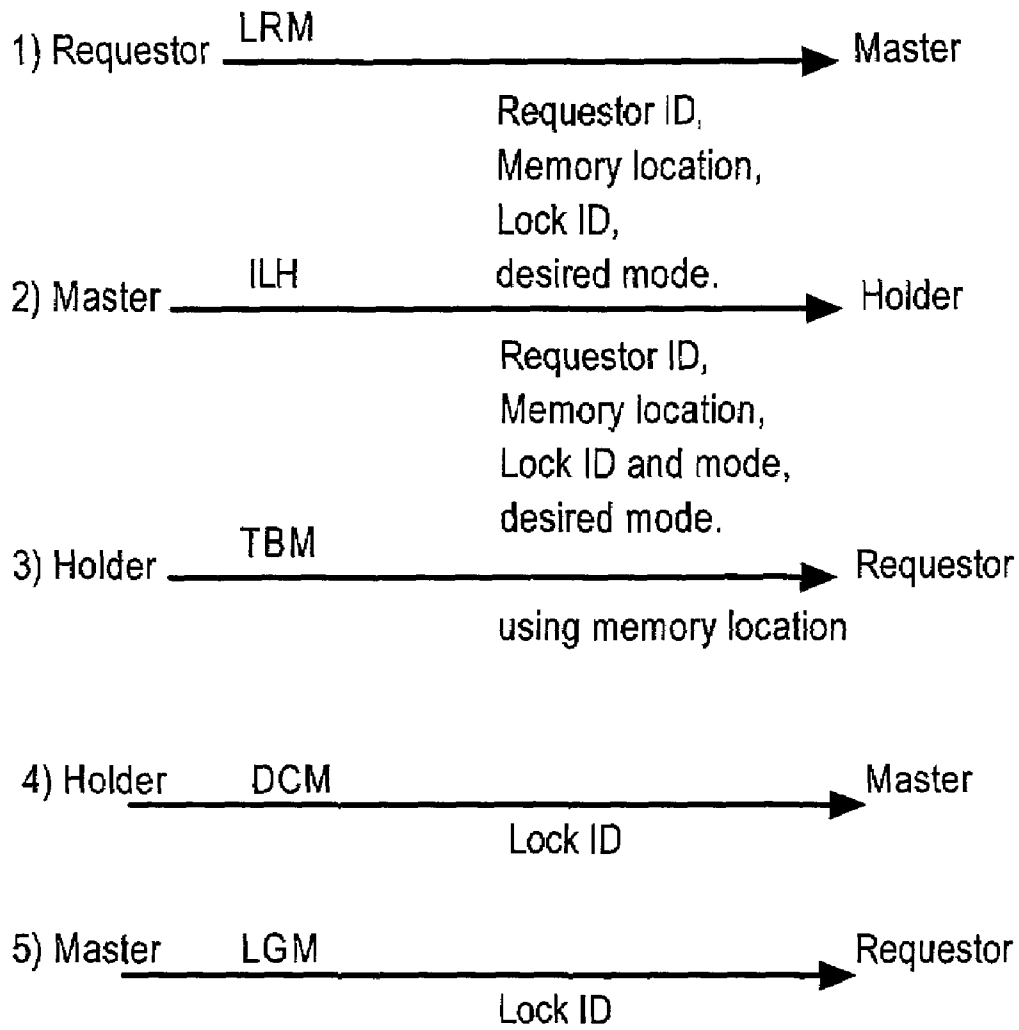 1) Requestor LRM Master
Requestor ID,
Memory location,
Lock ID,
desired mode.
2) Master ILH Holder
Requestor ID,
Memory location,
Lock ID and mode,
desired mode.
3) Holder TBM Requestor
using memory location
4) Holder DCM Master
Lock ID
5) Master LGM Requestor
Lock ID